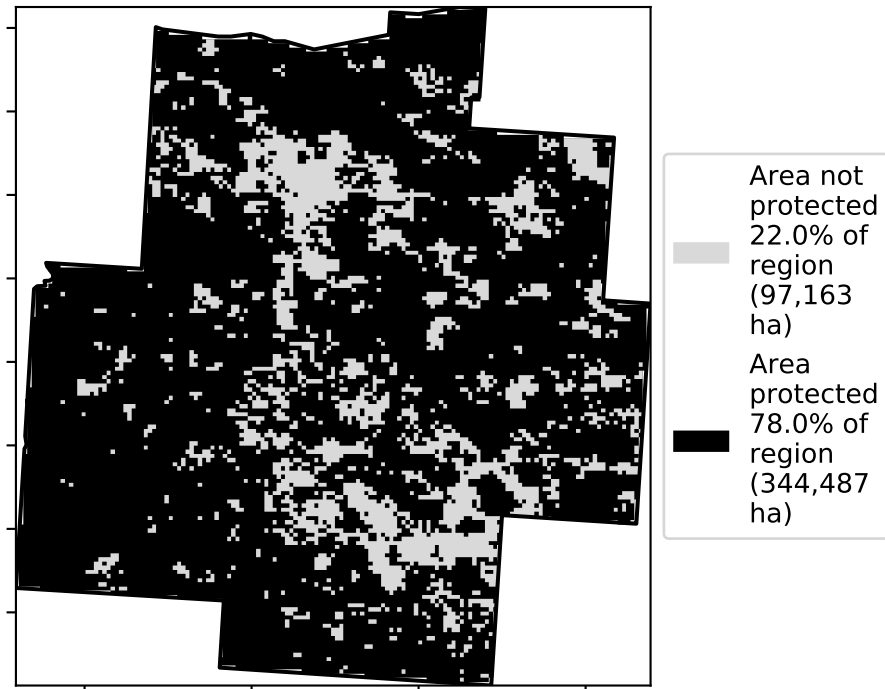 Area not
protected
22.0% of
region
(97,163
ha)
Area
protected
78.0% of
region
(344,487
ha)